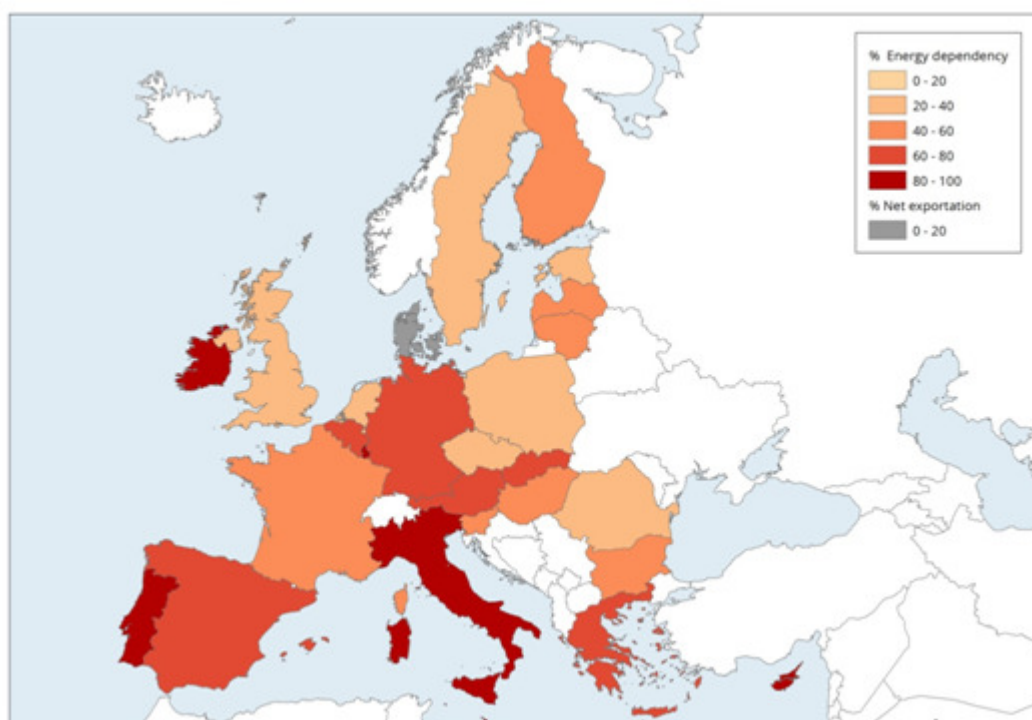 % Energy dependency
0 - 20
20 - 40
40 - 60
60 - 80
80 - 100
% Net exportation
0 - 20